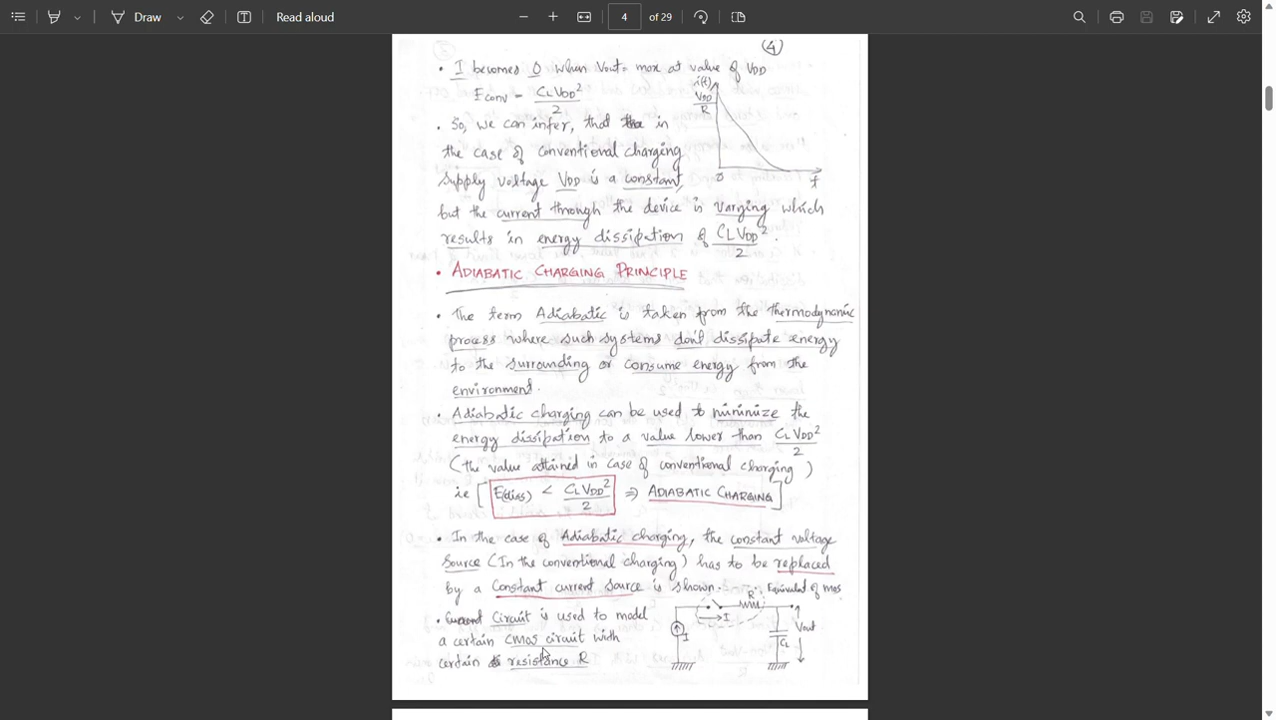 Draw
Read aloud
4
of 29
4
• I becomes 0 when Vout = max at value of VDD
Econv = CLVDD²/2
i(t)
VDD/R
0
t
• So, we can infer, that in
the case of conventional charging
supply voltage VDD is a constant,
but the current through the device is varying which
results in energy dissipation of CLVDD²/2.
• ADIABATIC CHARGING PRINCIPLE
• The term Adiabatic is taken from the thermodynamic
process where such systems don't dissipate energy
to the surrounding or consume energy from the
environment.
• Adiabatic charging can be used to minimize the
energy dissipation to a value lower than CLVDD²/2
(the value attained in case of conventional charging)
ie [E(diss) < CLVDD²/2 ⇒ ADIABATIC CHARGING]
• In the case of Adiabatic charging, the constant voltage
Source (In the conventional charging) has to be replaced
by a Constant current source is shown.
R
Equivalent of mos
• Circuit is used to model
a certain CMOS circuit with
certain resistance R
I
I
CL
Vout